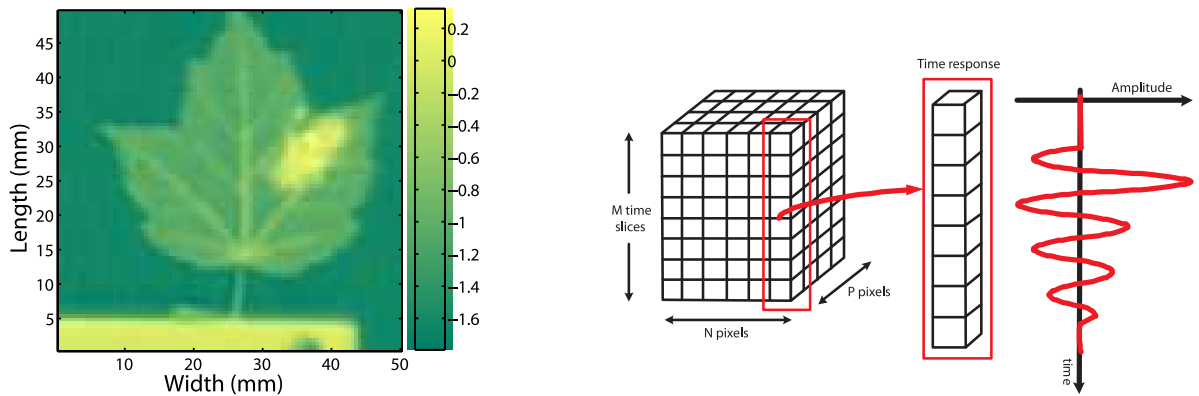 45
40
35
30
25
20
15
10
5
Length (mm)
10 20 30 40 50
Width (mm)
0.2
0
−0.2
−0.4
−0.6
−0.8
−1
−1.2
−1.4
−1.6
M time
slices
N pixels
P pixels
Time response
Amplitude
time